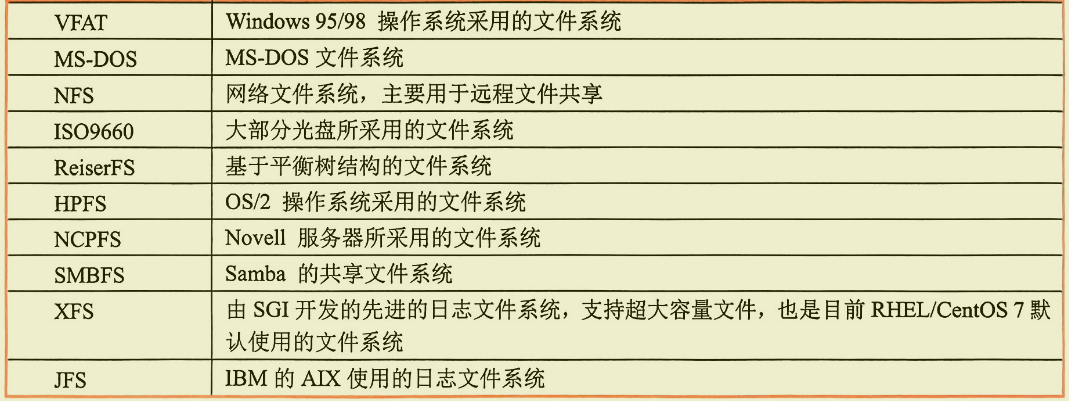 VFAT Windows 95/98 操作系统采用的文件系统
MS-DOS MS-DOS 文件系统
NFS 网络文件系统，主要用于远程文件共享
ISO9660 大部分光盘所采用的文件系统
ReiserFS 基于平衡树结构的文件系统
HPFS OS/2 操作系统采用的文件系统
NCPFS Novell 服务器所采用的文件系统
SMBFS Samba 的共享文件系统
XFS 由 SGI 开发的先进的日志文件系统，支持超大容量文件，也是目前 RHEL/CentOS 7 默
认使用的文件系统
JFS IBM 的 AIX 使用的日志文件系统